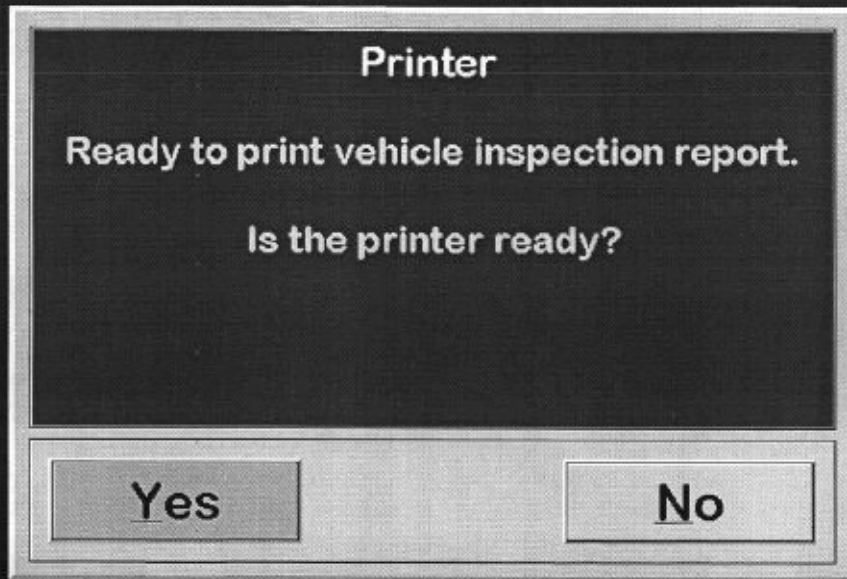 Printer
Ready to print vehicle inspection report.
Is the printer ready?
Yes
No